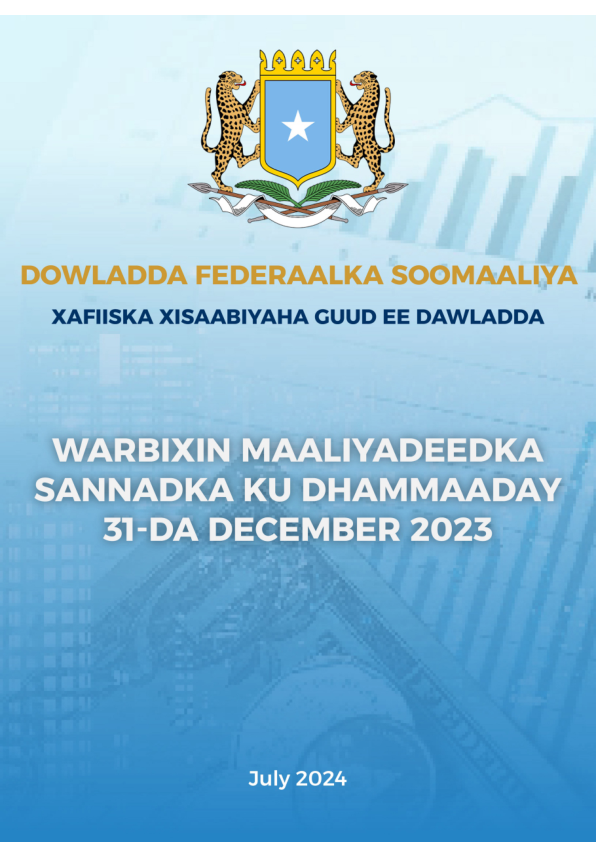 DOWLADDA FEDERAALKA SOOMAALIYA
XAFIISKA XISAABIYAHA GUUD EE DAWLADDA
WARBIXIN MAALIYADEEDKA
SANNADKA KU DHAMMAADAY
31-DA DECEMBER 2023
July 2024